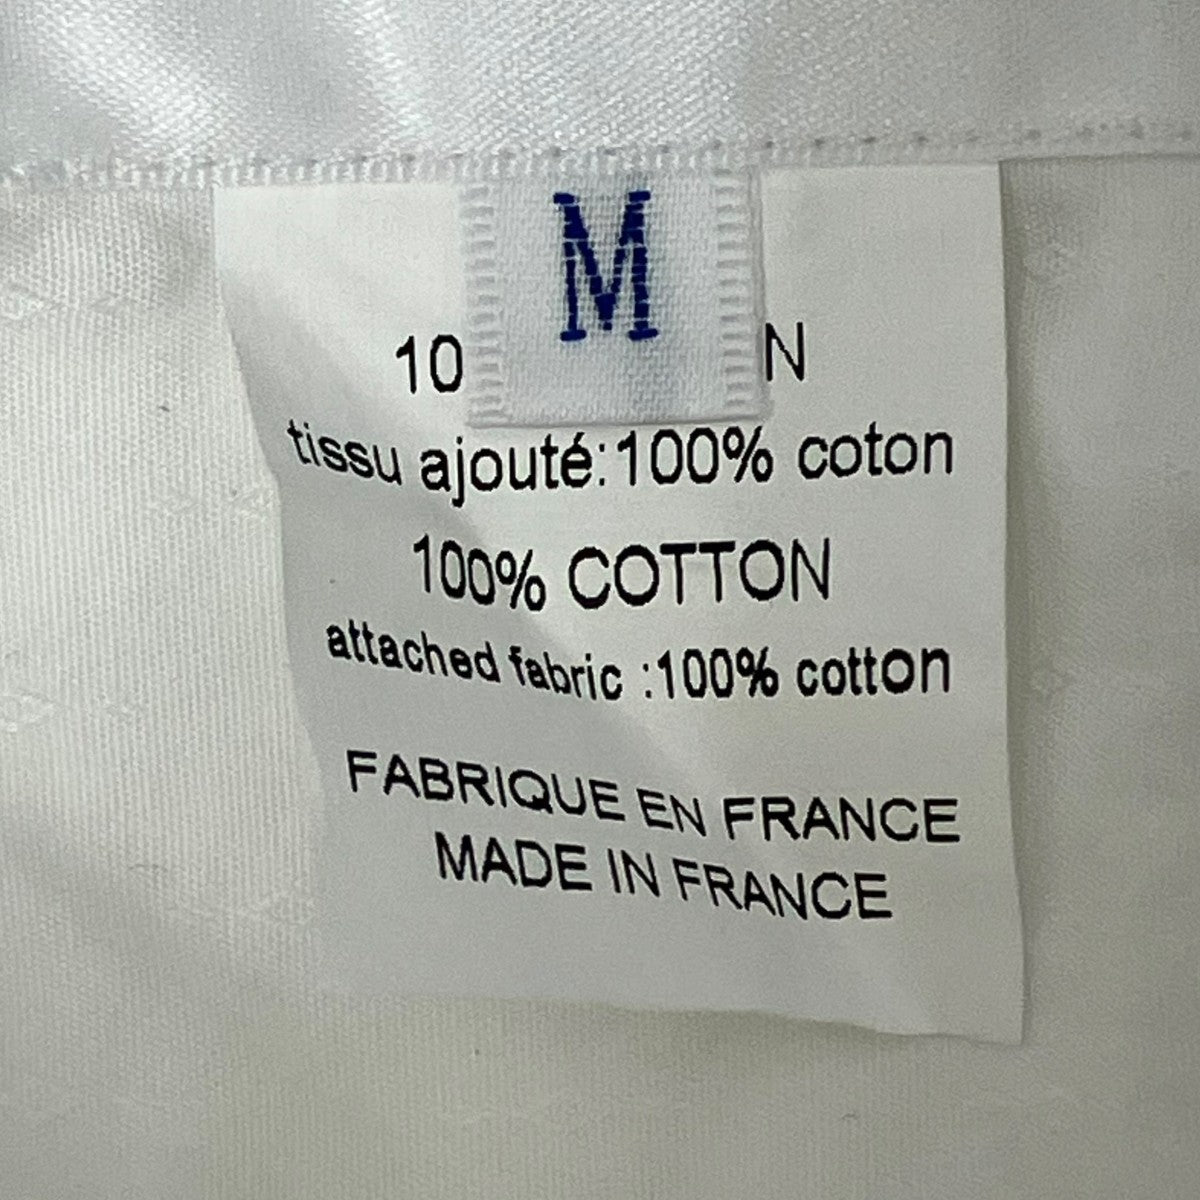 M
10 N
tissu ajouté:100% coton
100% COTTON
attached fabric :100% cotton
FABRIQUE EN FRANCE
MADE IN FRANCE